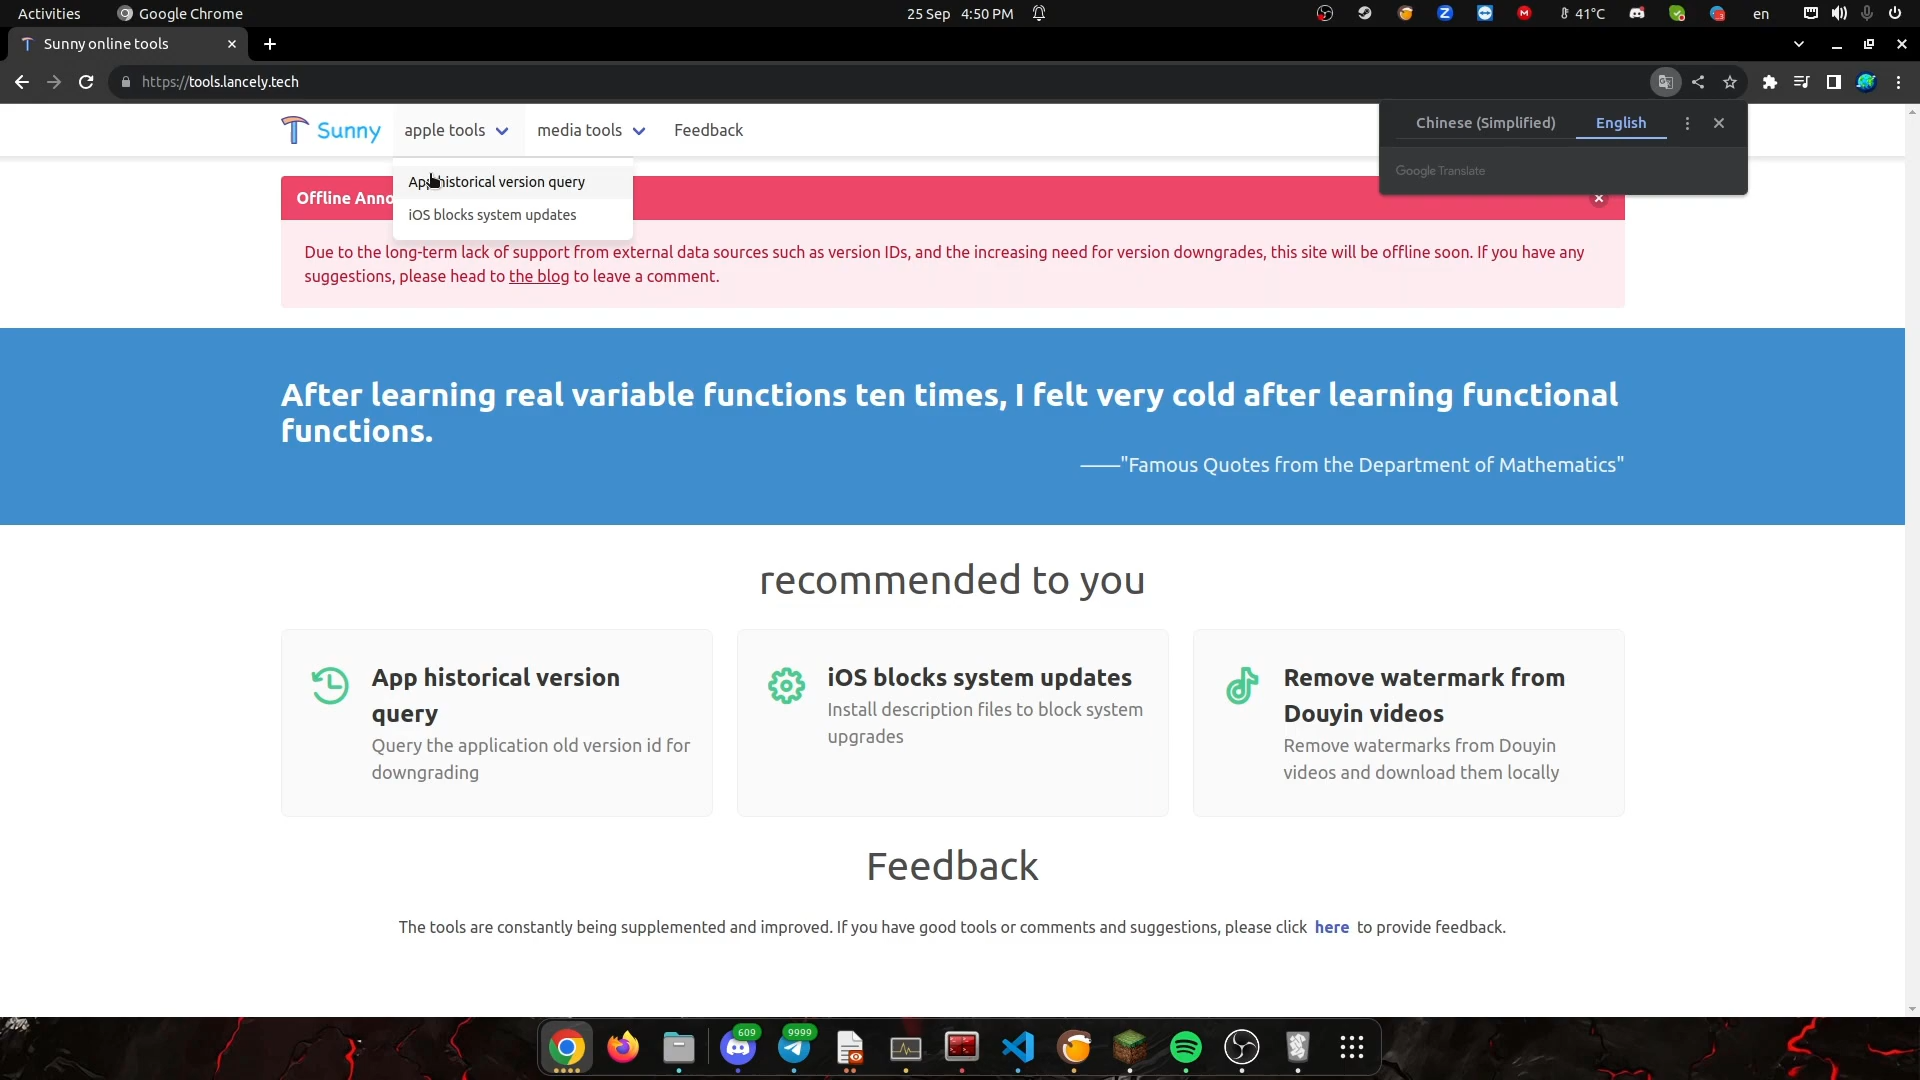 Activities
Google Chrome
25 Sep 4:50 PM
41°C
en
Sunny online tools
https://tools.lancely.tech
Sunny
apple tools
media tools
Feedback
Chinese (Simplified)
English
Google Translate
App historical version query
iOS blocks system updates
Offline Anno
Due to the long-term lack of support from external data sources such as version IDs, and the increasing need for version downgrades, this site will be offline soon. If you have any
suggestions, please head to the blog to leave a comment.
After learning real variable functions ten times, I felt very cold after learning functional
functions.
——"Famous Quotes from the Department of Mathematics"
recommended to you
App historical version
query
Query the application old version id for
downgrading
iOS blocks system updates
Install description files to block system
upgrades
Remove watermark from
Douyin videos
Remove watermarks from Douyin
videos and download them locally
Feedback
The tools are constantly being supplemented and improved. If you have good tools or comments and suggestions, please click here to provide feedback.
609
9999